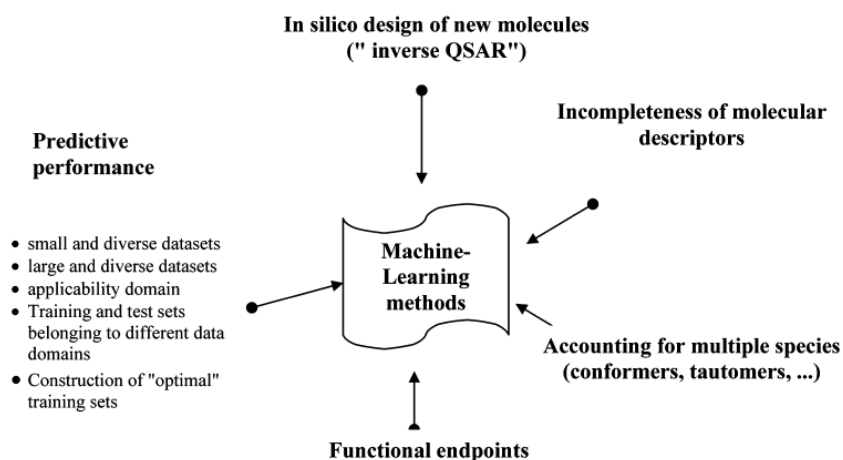 In silico design of new molecules
(" inverse QSAR")
Incompleteness of molecular
descriptors
Predictive
performance
• small and diverse datasets
• large and diverse datasets
• applicability domain
• Training and test sets
belonging to different data
domains
• Construction of "optimal"
training sets
Machine-
Learning
methods
Accounting for multiple species
(conformers, tautomers, ...)
Functional endpoints